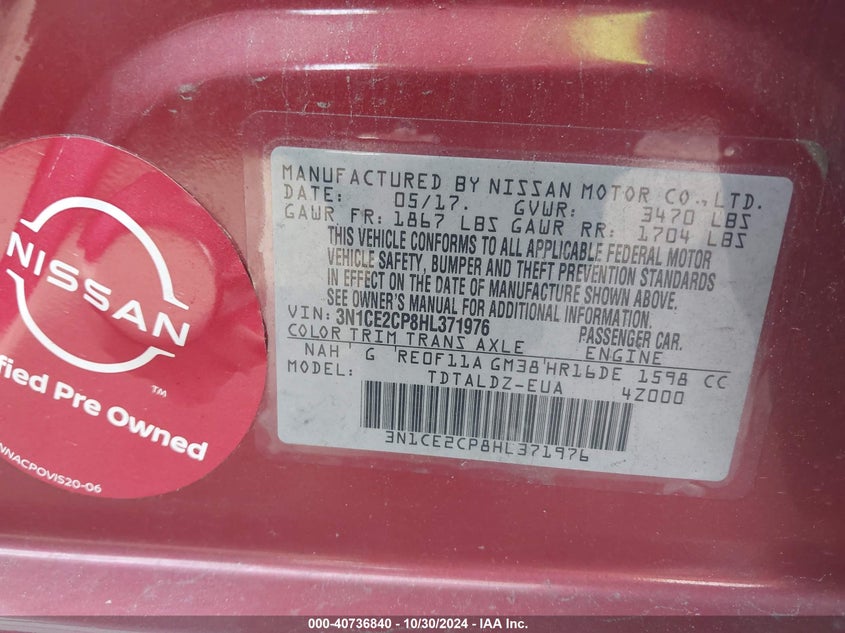 MANUFACTURED BY NISSAN MOTOR CO.,LTD.
DATE: 05/17. GVWR: 3470 LBS
GAWR FR: 1867 LBS GAWR RR: 1704 LBS
THIS VEHICLE CONFORMS TO ALL APPLICABLE FEDERAL MOTOR
VEHICLE SAFETY, BUMPER AND THEFT PREVENTION STANDARDS
IN EFFECT ON THE DATE OF MANUFACTURE SHOWN ABOVE.
SEE OWNER'S MANUAL FOR ADDITIONAL INFORMATION.
VIN: 3N1CE2CP8HL371976 PASSENGER CAR
COLOR TRIM TRANS AXLE ENGINE
NAH G RE0F11A GM38 HR16DE 1598 CC
MODEL: TDTALDZ-EUA 4Z000
3N1CE2CP8HL371976
NISSAN
TM
Pre Owned
NNACPOVIS20-06
000-40736840 - 10/30/2024 - IAA Inc.